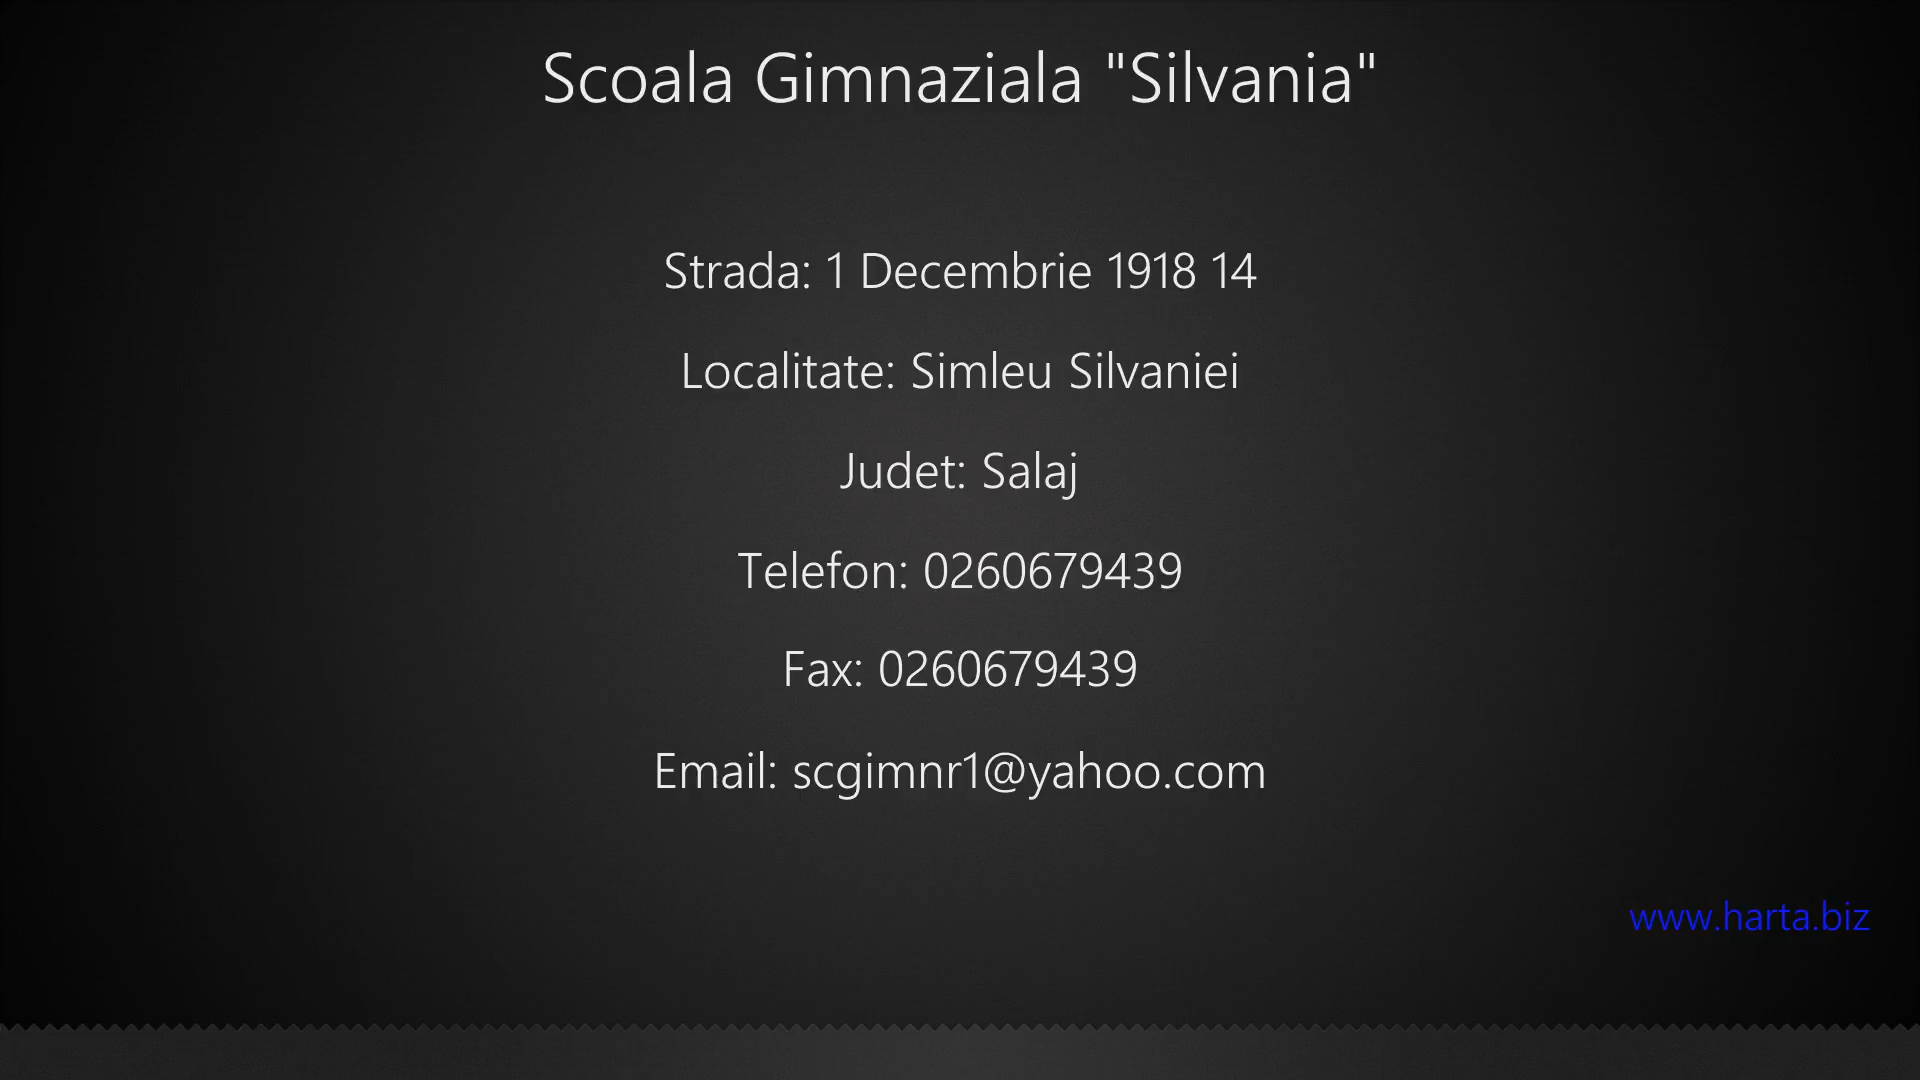 Scoala Gimnaziala "Silvania"
Strada: 1 Decembrie 1918 14
Localitate: Simleu Silvaniei
Judet: Salaj
Telefon: 0260679439
Fax: 0260679439
Email: scgimnr1@yahoo.com
www.harta.biz